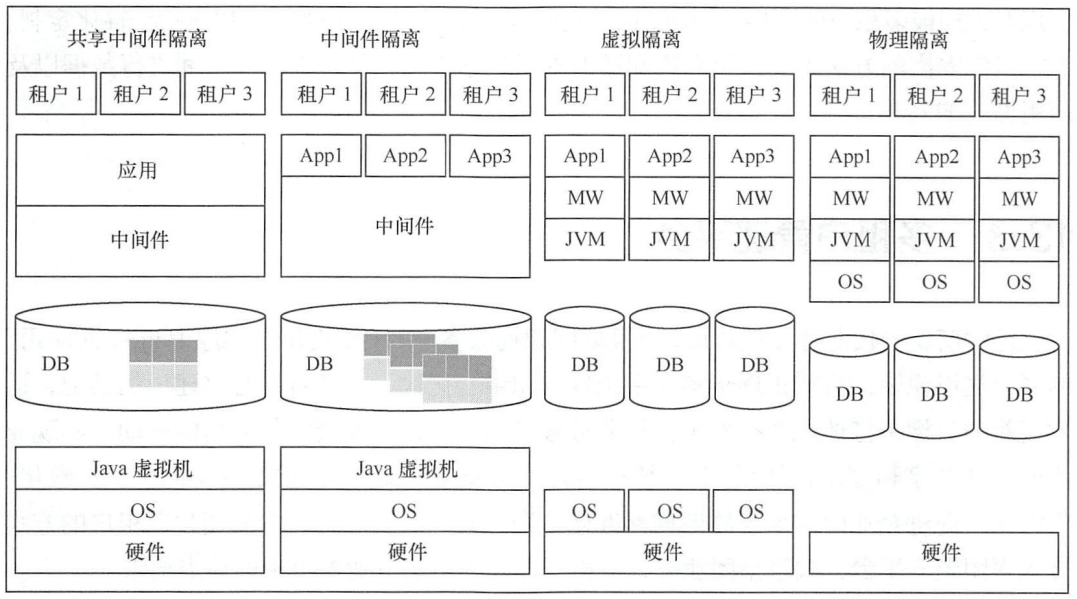 共享中间件隔离 中间件隔离 虚拟隔离 物理隔离
租户 1 租户 2 租户 3 租户 1 租户 2 租户 3 租户 1 租户 2 租户 3 租户 1 租户 2 租户 3
应用 App1 App2 App3 App1 App2 App3 App1 App2 App3
MW MW MW MW MW MW
中间件 中间件 JVM JVM JVM JVM JVM JVM
OS OS OS
DB DB DB DB DB
DB DB DB
Java 虚拟机 Java 虚拟机
OS OS OS OS OS
硬件 硬件 硬件 硬件